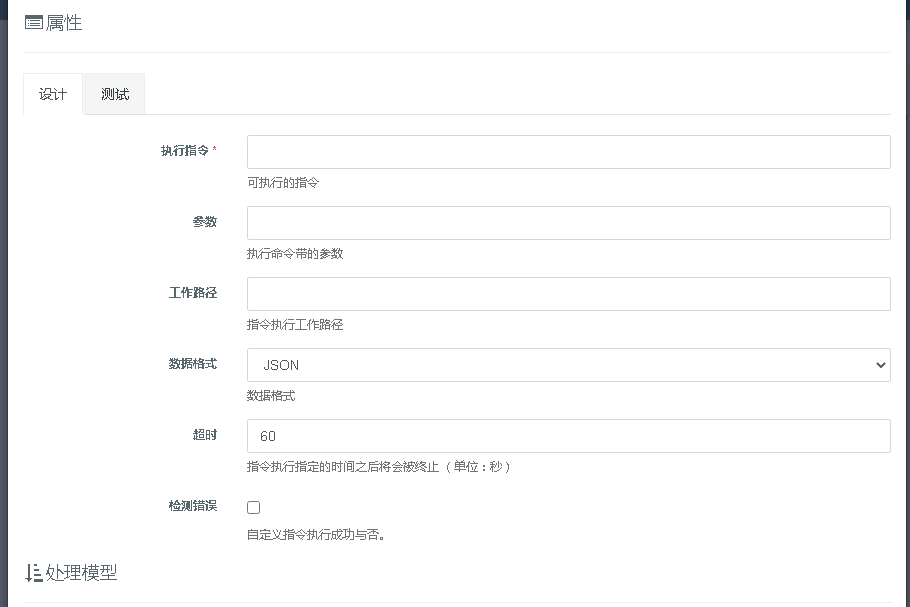 属性
设计
测试
执行指令*
可执行的指令
参数
执行命令带的参数
工作路径
指令执行工作路径
数据格式
JSON
数据格式
超时
60
指令执行指定的时间之后将会被终止（单位：秒）
检测错误
自定义指令执行成功与否。
处理模型